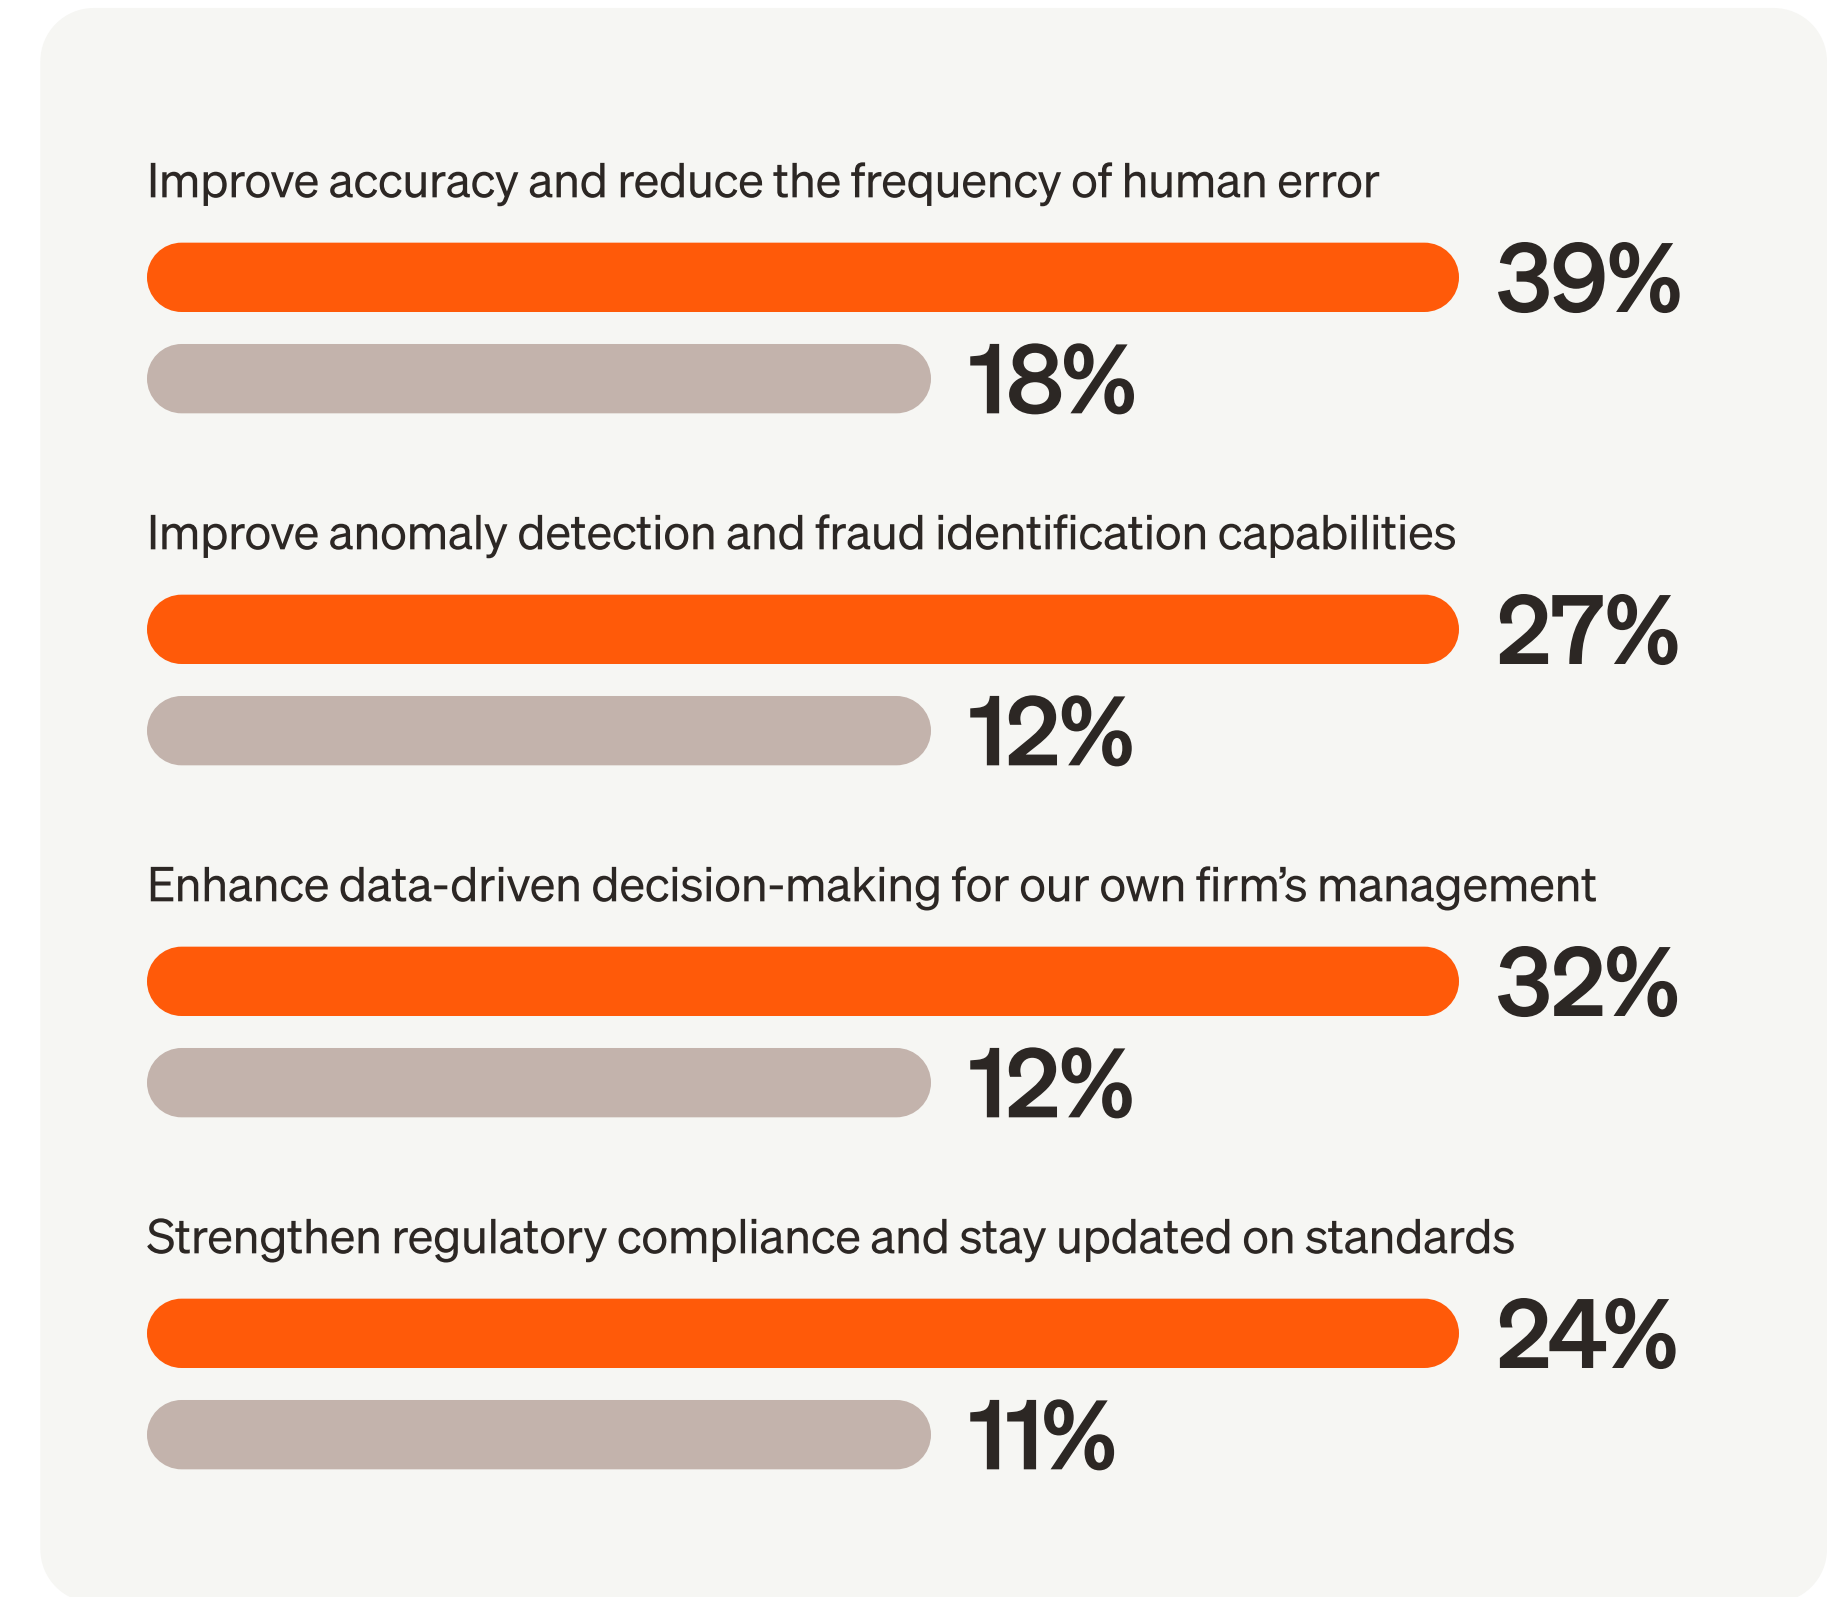 Improve accuracy and reduce the frequency of human error
39%
18%
Improve anomaly detection and fraud identification capabilities
27%
12%
Enhance data-driven decision-making for our own firm’s management
32%
12%
Strengthen regulatory compliance and stay updated on standards
24%
11%